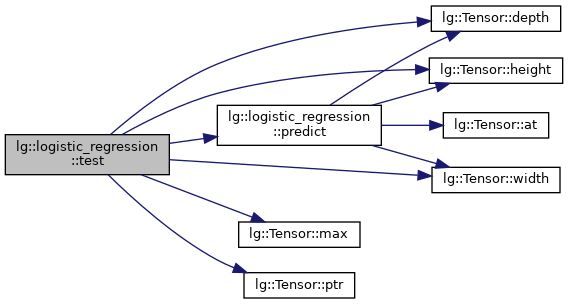 lg::logistic_regression
::test
lg::logistic_regression
::predict
lg::Tensor::depth
lg::Tensor::height
lg::Tensor::at
lg::Tensor::width
lg::Tensor::max
lg::Tensor::ptr